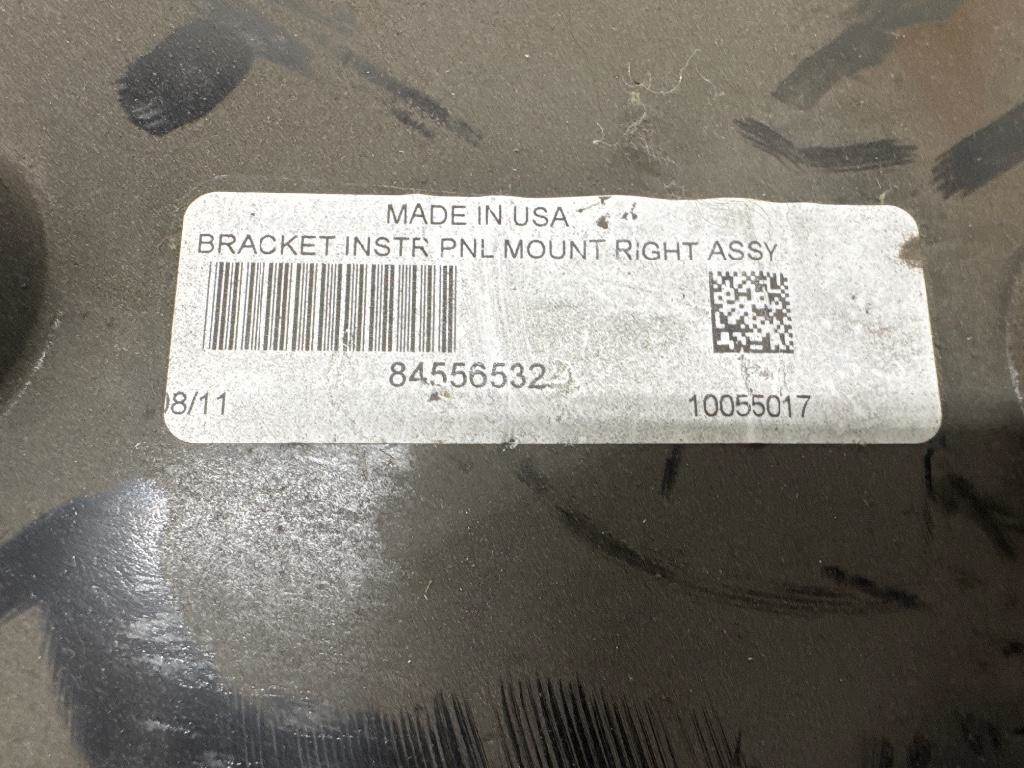 MADE IN USA
BRACKET INSTR PNL MOUNT RIGHT ASSY
84556532
08/11
10055017